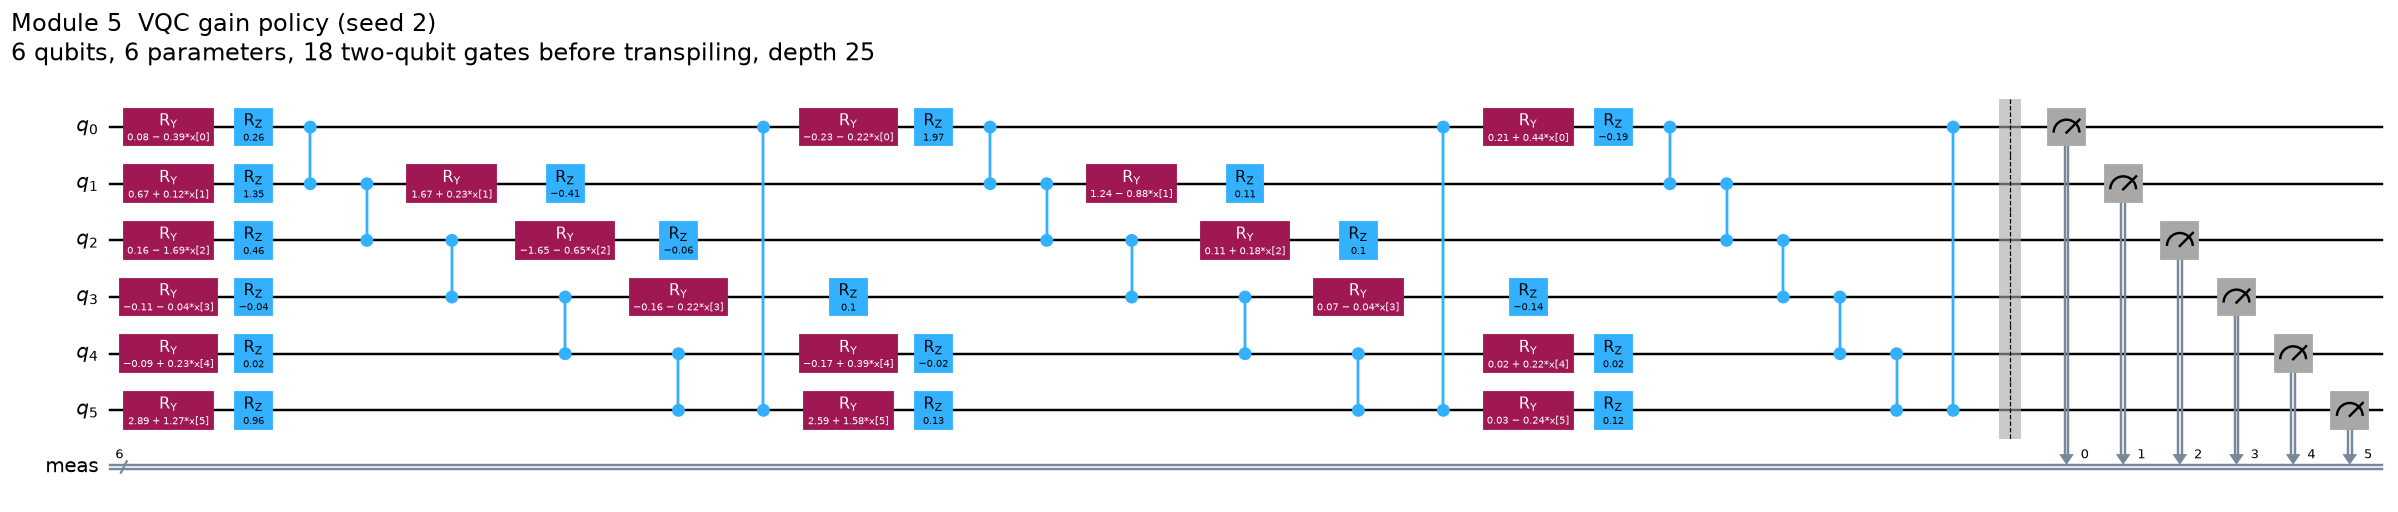 Module 5  VQC gain policy (seed 2)
6 qubits, 6 parameters, 18 two-qubit gates before transpiling, depth 25
q0 RY 0.08 − 0.39*x[0] RZ 0.26 RY −0.23 − 0.22*x[0] RZ 1.97 RY 0.21 + 0.44*x[0] RZ −0.19
q1 RY 0.67 + 0.12*x[1] RZ 1.35 RY 1.67 + 0.23*x[1] RZ −0.41 RY 1.24 − 0.88*x[1] RZ 0.11
q2 RY 0.16 − 1.69*x[2] RZ 0.46 RY −1.65 − 0.65*x[2] RZ −0.06 RY 0.11 + 0.18*x[2] RZ 0.1
q3 RY −0.11 − 0.04*x[3] RZ −0.04 RY −0.16 − 0.22*x[3] RZ 0.1 RY 0.07 − 0.04*x[3] RZ −0.14
q4 RY −0.09 + 0.23*x[4] RZ 0.02 RY −0.17 + 0.39*x[4] RZ −0.02 RY 0.02 + 0.22*x[4] RZ 0.02
q5 RY 2.89 + 1.27*x[5] RZ 0.96 RY 2.59 + 1.58*x[5] RZ 0.13 RY 0.03 − 0.24*x[5] RZ 0.12
meas 6 0 1 2 3 4 5